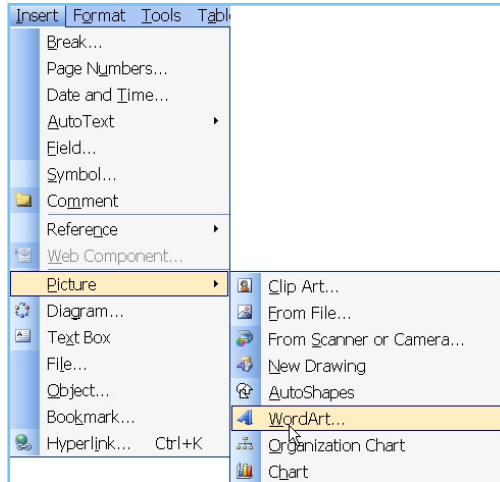 Insert Format Tools Tabl
Break...
Page Numbers...
Date and Time...
AutoText
Field...
Symbol...
Comment
Reference
Web Component...
Picture
Diagram...
Text Box
File...
Object...
Bookmark...
Hyperlink... Ctrl+K
Clip Art...
From File...
From Scanner or Camera...
New Drawing
AutoShapes
WordArt...
Organization Chart
Chart